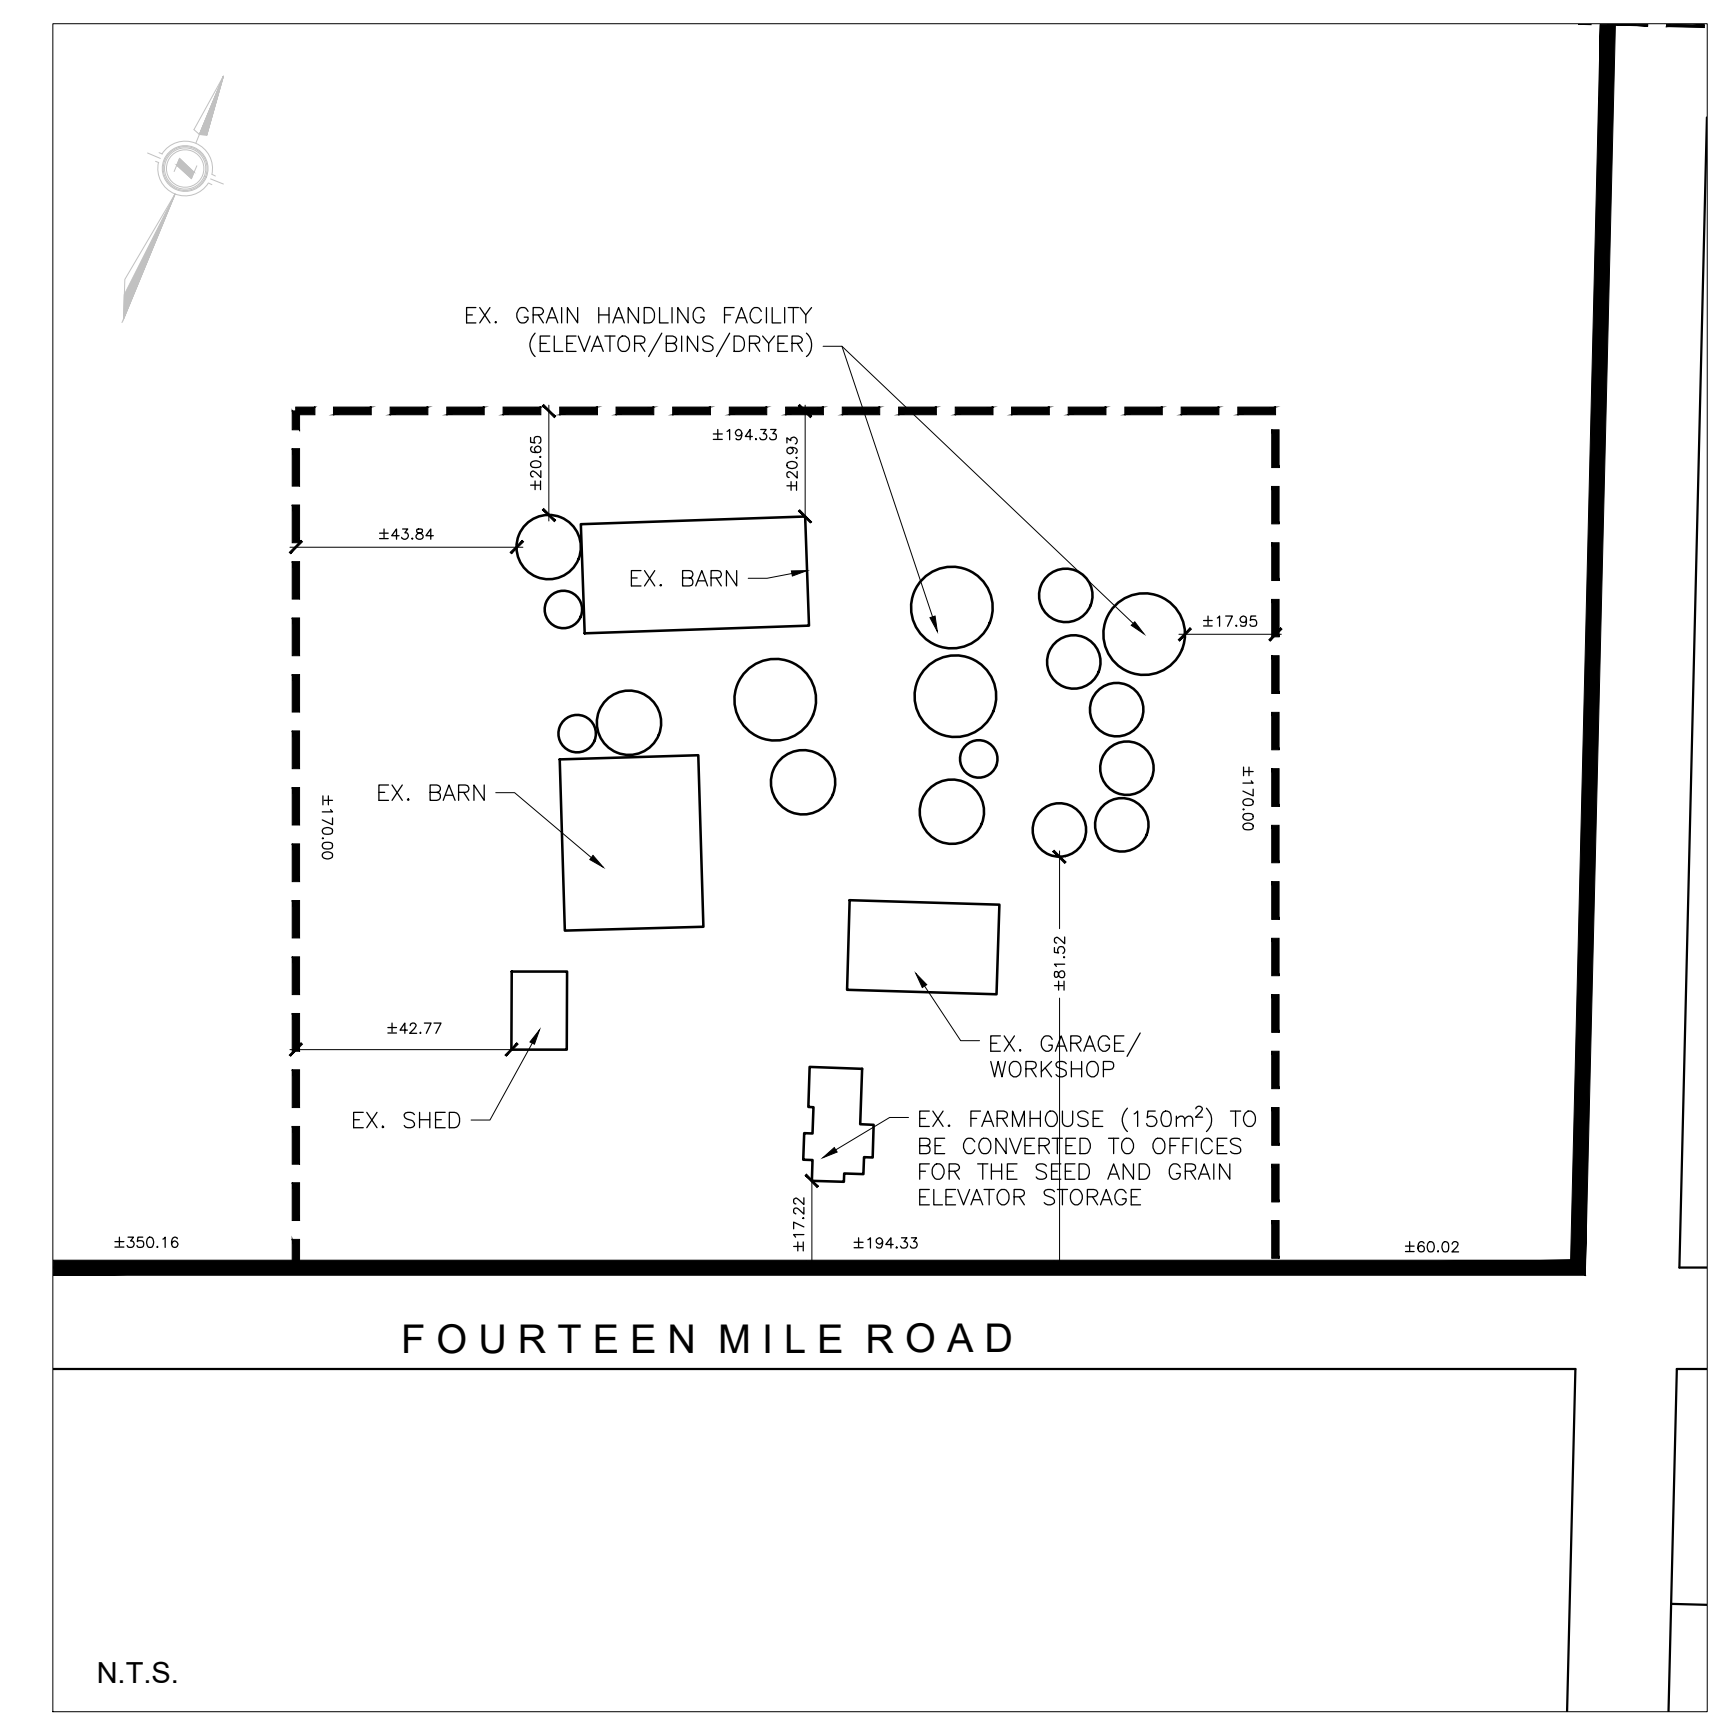 N
EX. GRAIN HANDLING FACILITY
(ELEVATOR/BINS/DRYER)
±194.33
±20.65
±20.93
±43.84
EX. BARN
±17.95
EX. BARN
±170.00
±170.00
±81.52
±42.77
EX. GARAGE/
WORKSHOP
EX. SHED
EX. FARMHOUSE (150m²) TO
BE CONVERTED TO OFFICES
FOR THE SEED AND GRAIN
ELEVATOR STORAGE
±17.22
±350.16
±194.33
±60.02
FOURTEEN MILE ROAD
N.T.S.